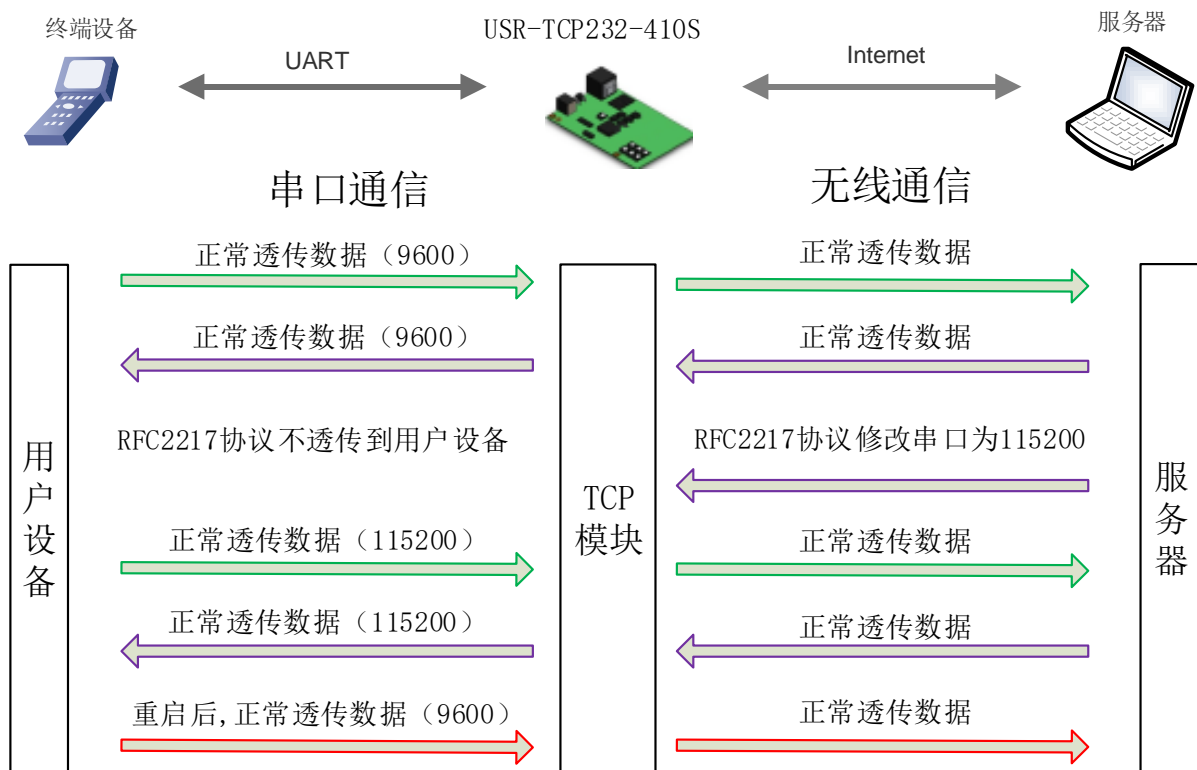 终端设备
USR-TCP232-410S
服务器
UART
Internet
串口通信
无线通信
正常透传数据（9600）
正常透传数据
正常透传数据（9600）
正常透传数据
RFC2217协议不透传到用户设备
RFC2217协议修改串口为115200
用户设备
TCP
模块
服务器
正常透传数据（115200）
正常透传数据
正常透传数据（115200）
正常透传数据
重启后,正常透传数据（9600）
正常透传数据